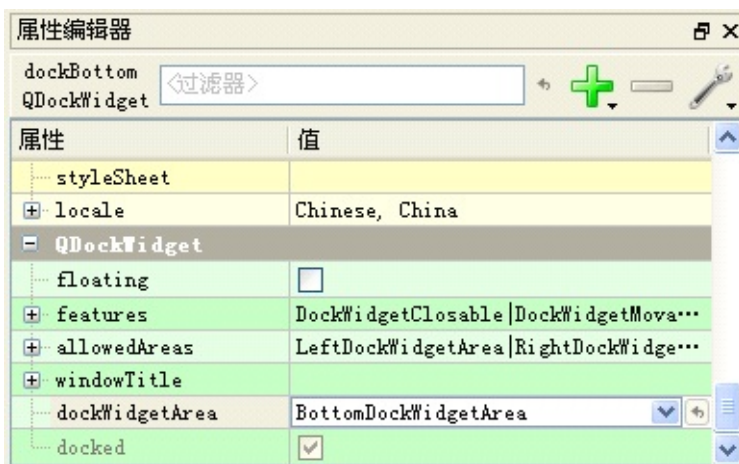 属性编辑器
dockBottom
QDockWidget
<过滤器>
属性 值
styleSheet
locale Chinese, China
QDockWidget
floating
features DockWidgetClosable|DockWidgetMova…
allowedAreas LeftDockWidgetArea|RightDockWidge…
windowTitle
dockWidgetArea BottomDockWidgetArea
docked